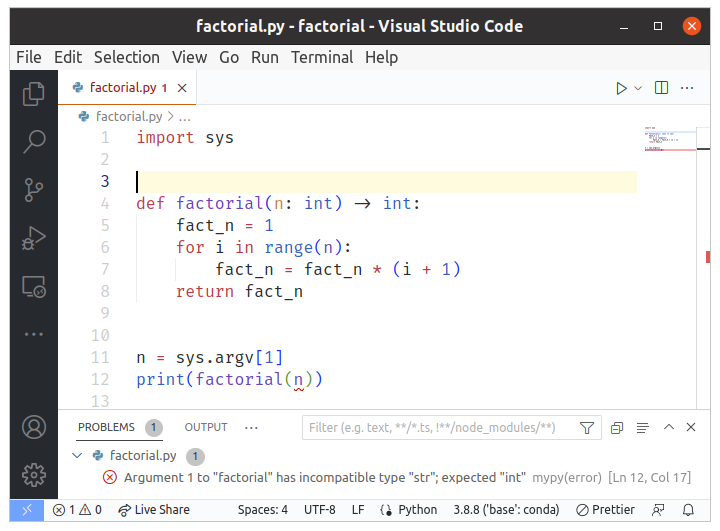 factorial.py - factorial - Visual Studio Code
File Edit Selection View Go Run Terminal Help
factorial.py 1
factorial.py > ...
1 import sys
2
3
4 def factorial(n: int) -> int:
5     fact_n = 1
6     for i in range(n):
7         fact_n = fact_n * (i + 1)
8     return fact_n
9
10
11 n = sys.argv[1]
12 print(factorial(n))
13
PROBLEMS 1 OUTPUT ... Filter (e.g. text, **/*.ts, !**/node_modules/**)
factorial.py 1
Argument 1 to "factorial" has incompatible type "str"; expected "int" mypy(error) [Ln 12, Col 17]
1 0 Live Share Spaces: 4 UTF-8 LF Python 3.8.8 ('base': conda) Prettier